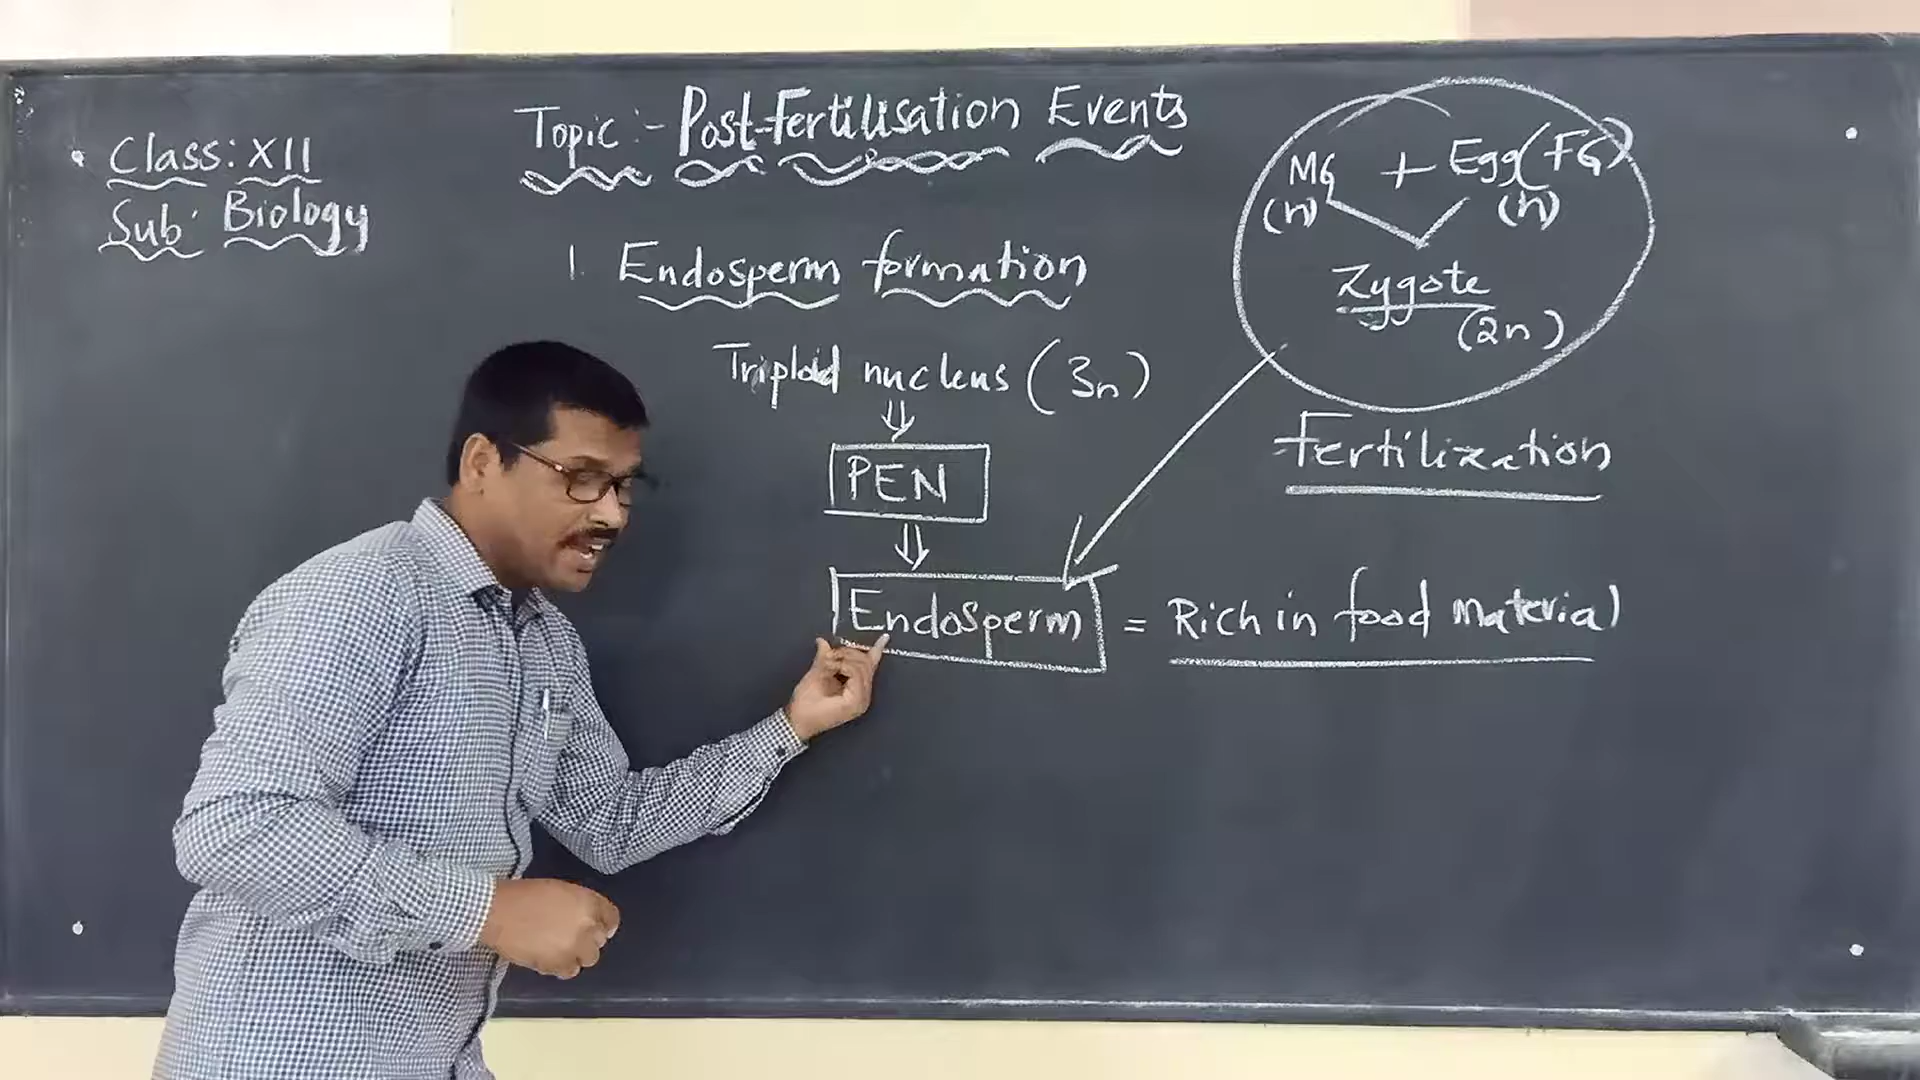 Class: XII
Sub: Biology
Topic:- Post-Fertilisation Events
1. Endosperm formation
Triploid nucleus (3n)
⇓
PEN
⇓
Endosperm = Rich in food material
MG + Egg (FG)
(n) (n)
Zygote
(2n)
Fertilization